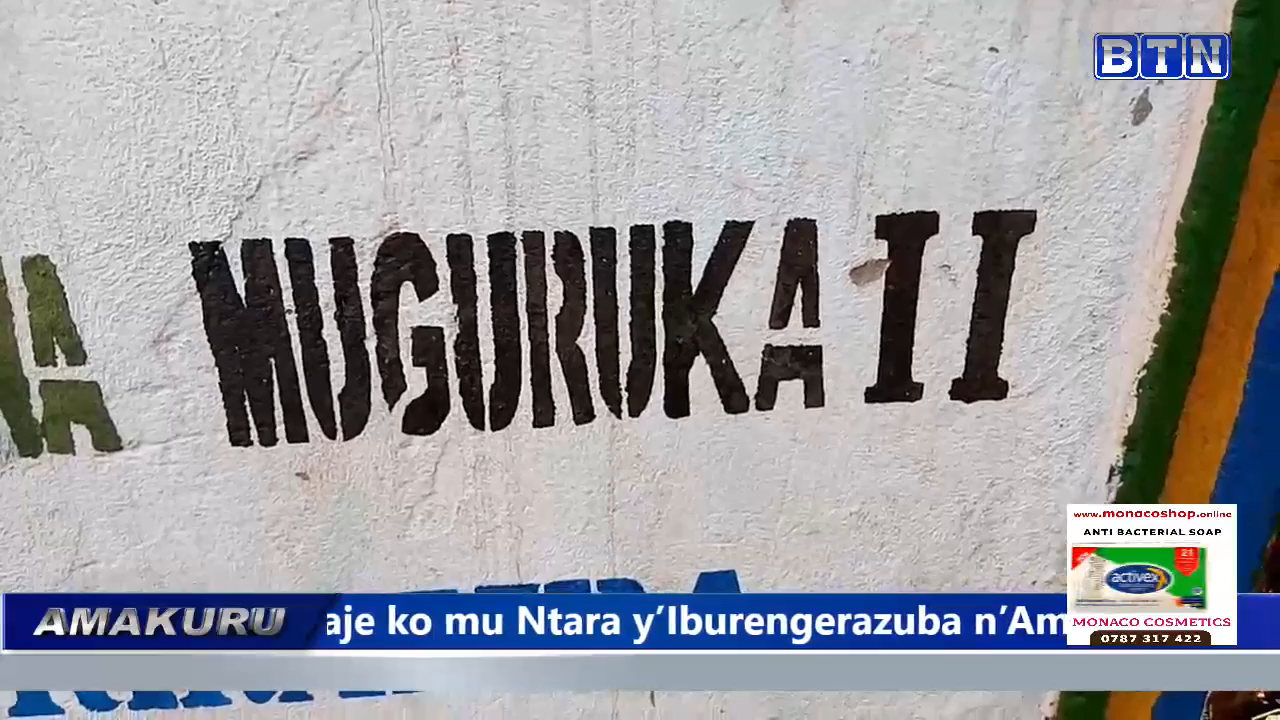 BTN
MUGURUKA II
www.monacoshop.online
ANTI BACTERIAL SOAP
activex
MONACO COSMETICS
0787 317 422
AMAKURU
aje ko mu Ntara y’Iburengerazuba n’Am